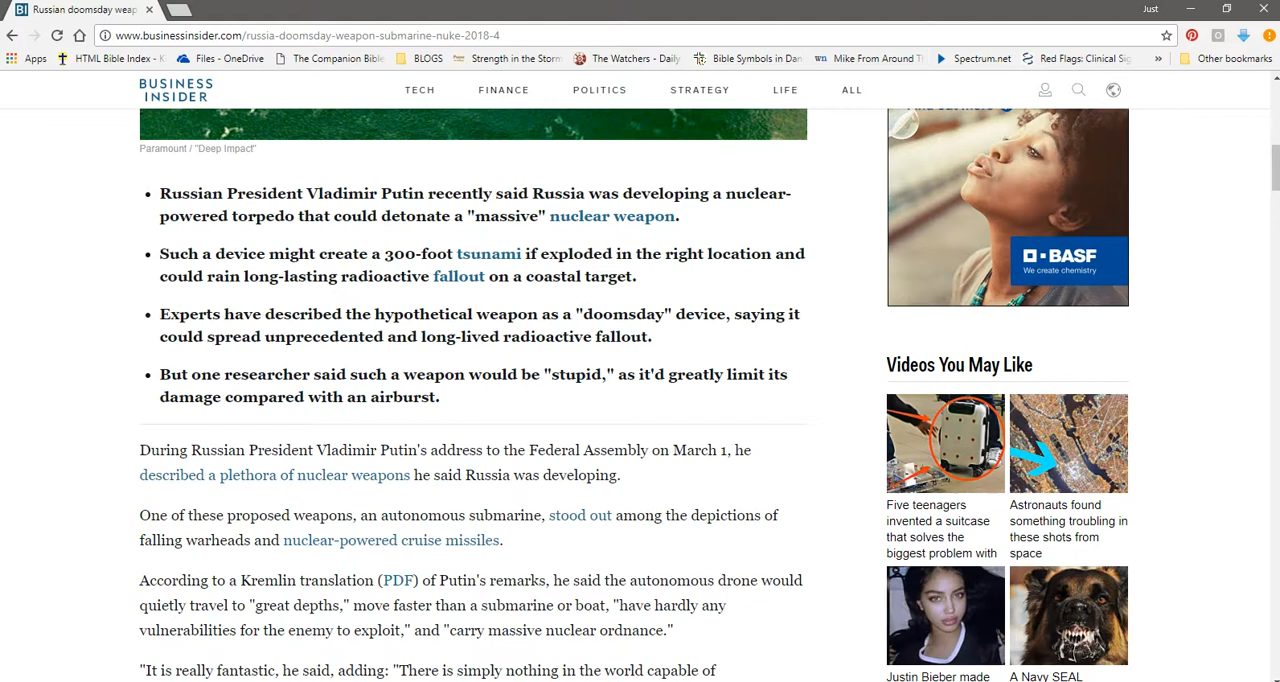 Russian doomsday weap
Just
www.businessinsider.com/russia-doomsday-weapon-submarine-nuke-2018-4
Apps HTML Bible Index - K Files - OneDrive The Companion Bible BLOGS Strength in the Storm The Watchers - Daily Bible Symbols in Dan Mike From Around T Spectrum.net Red Flags: Clinical Sig » Other bookmarks
BUSINESS
INSIDER
TECH FINANCE POLITICS STRATEGY LIFE ALL
Paramount / "Deep Impact"
• Russian President Vladimir Putin recently said Russia was developing a nuclear-
powered torpedo that could detonate a "massive" nuclear weapon.
• Such a device might create a 300-foot tsunami if exploded in the right location and
could rain long-lasting radioactive fallout on a coastal target.
• Experts have described the hypothetical weapon as a "doomsday" device, saying it
could spread unprecedented and long-lived radioactive fallout.
• But one researcher said such a weapon would be "stupid," as it'd greatly limit its
damage compared with an airburst.
During Russian President Vladimir Putin's address to the Federal Assembly on March 1, he
described a plethora of nuclear weapons he said Russia was developing.
One of these proposed weapons, an autonomous submarine, stood out among the depictions of
falling warheads and nuclear-powered cruise missiles.
According to a Kremlin translation (PDF) of Putin's remarks, he said the autonomous drone would
quietly travel to "great depths," move faster than a submarine or boat, "have hardly any
vulnerabilities for the enemy to exploit," and "carry massive nuclear ordnance."
"It is really fantastic, he said, adding: "There is simply nothing in the world capable of
Find out more
BASF
We create chemistry
Videos You May Like
Five teenagers
invented a suitcase
that solves the
biggest problem with
Astronauts found
something troubling in
these shots from
space
Justin Bieber made
A Navy SEAL